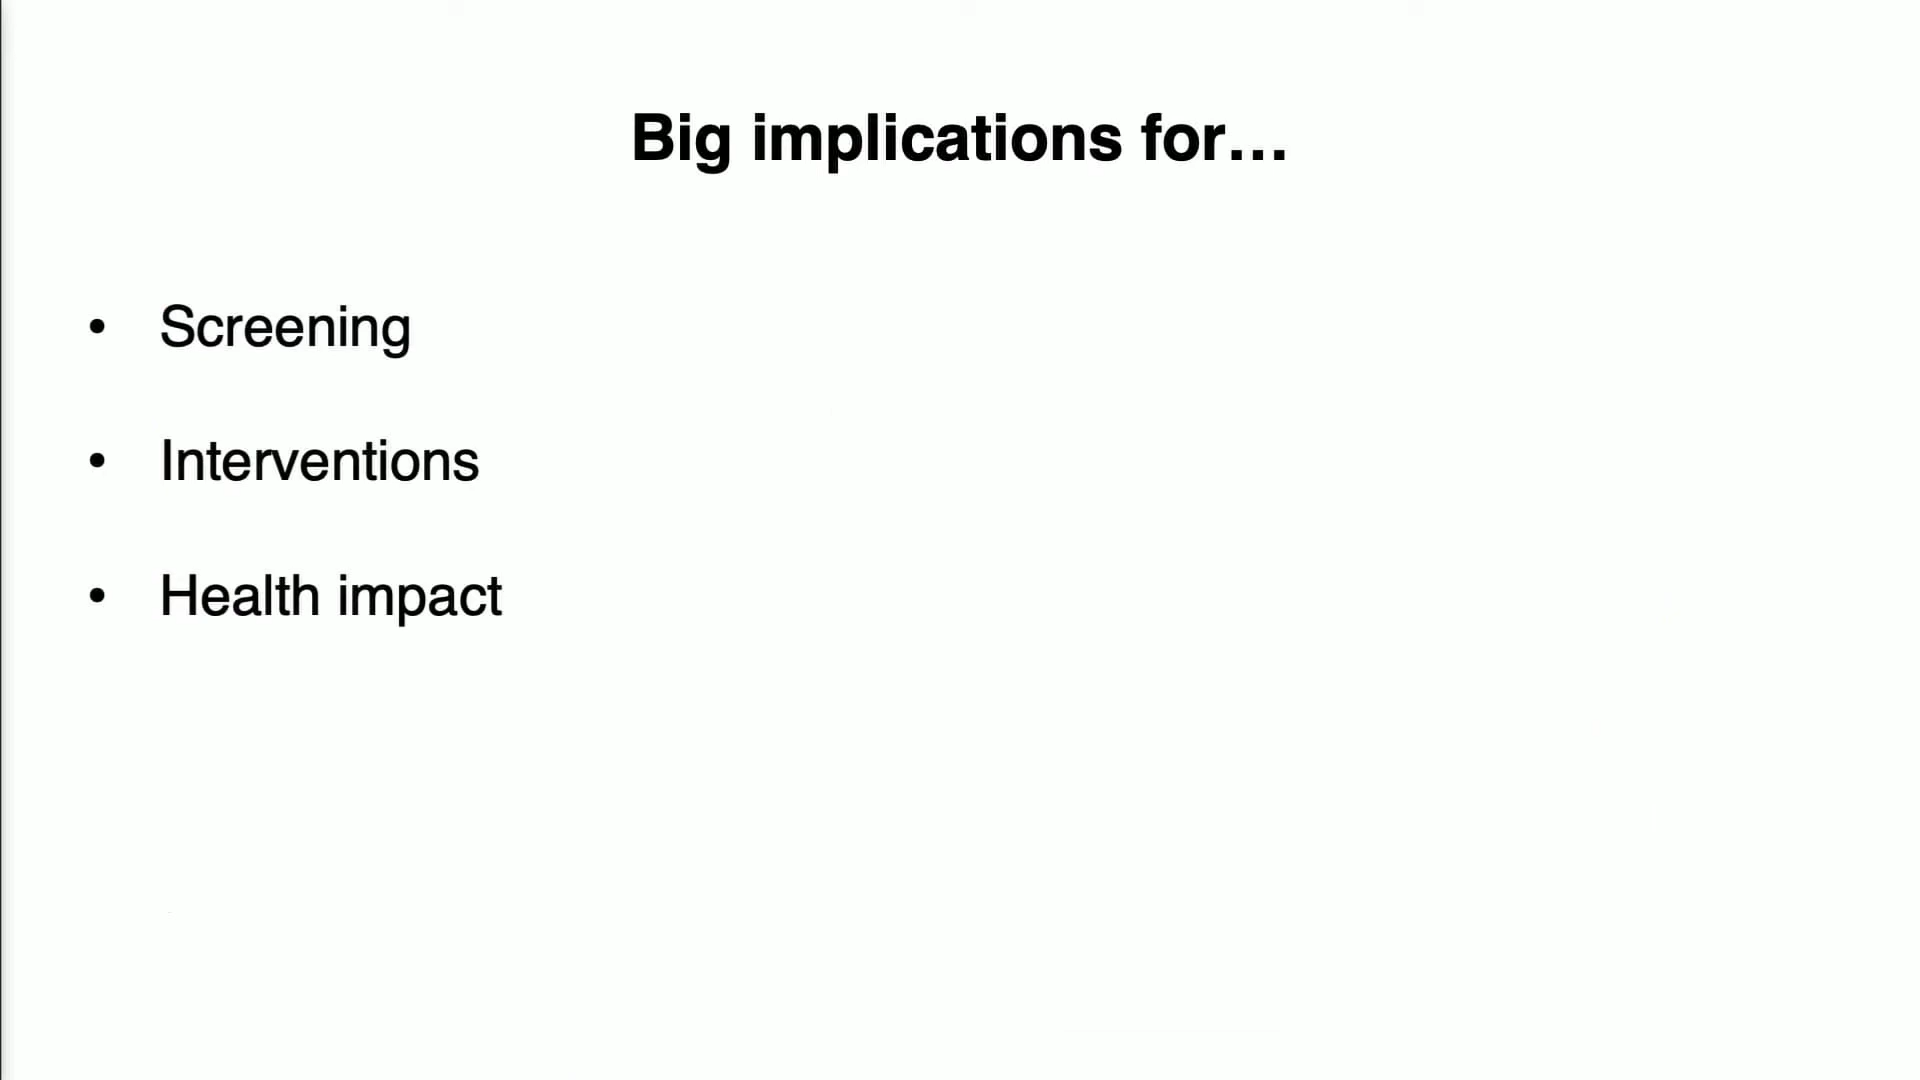 Big implications for…
• Screening
• Interventions
• Health impact